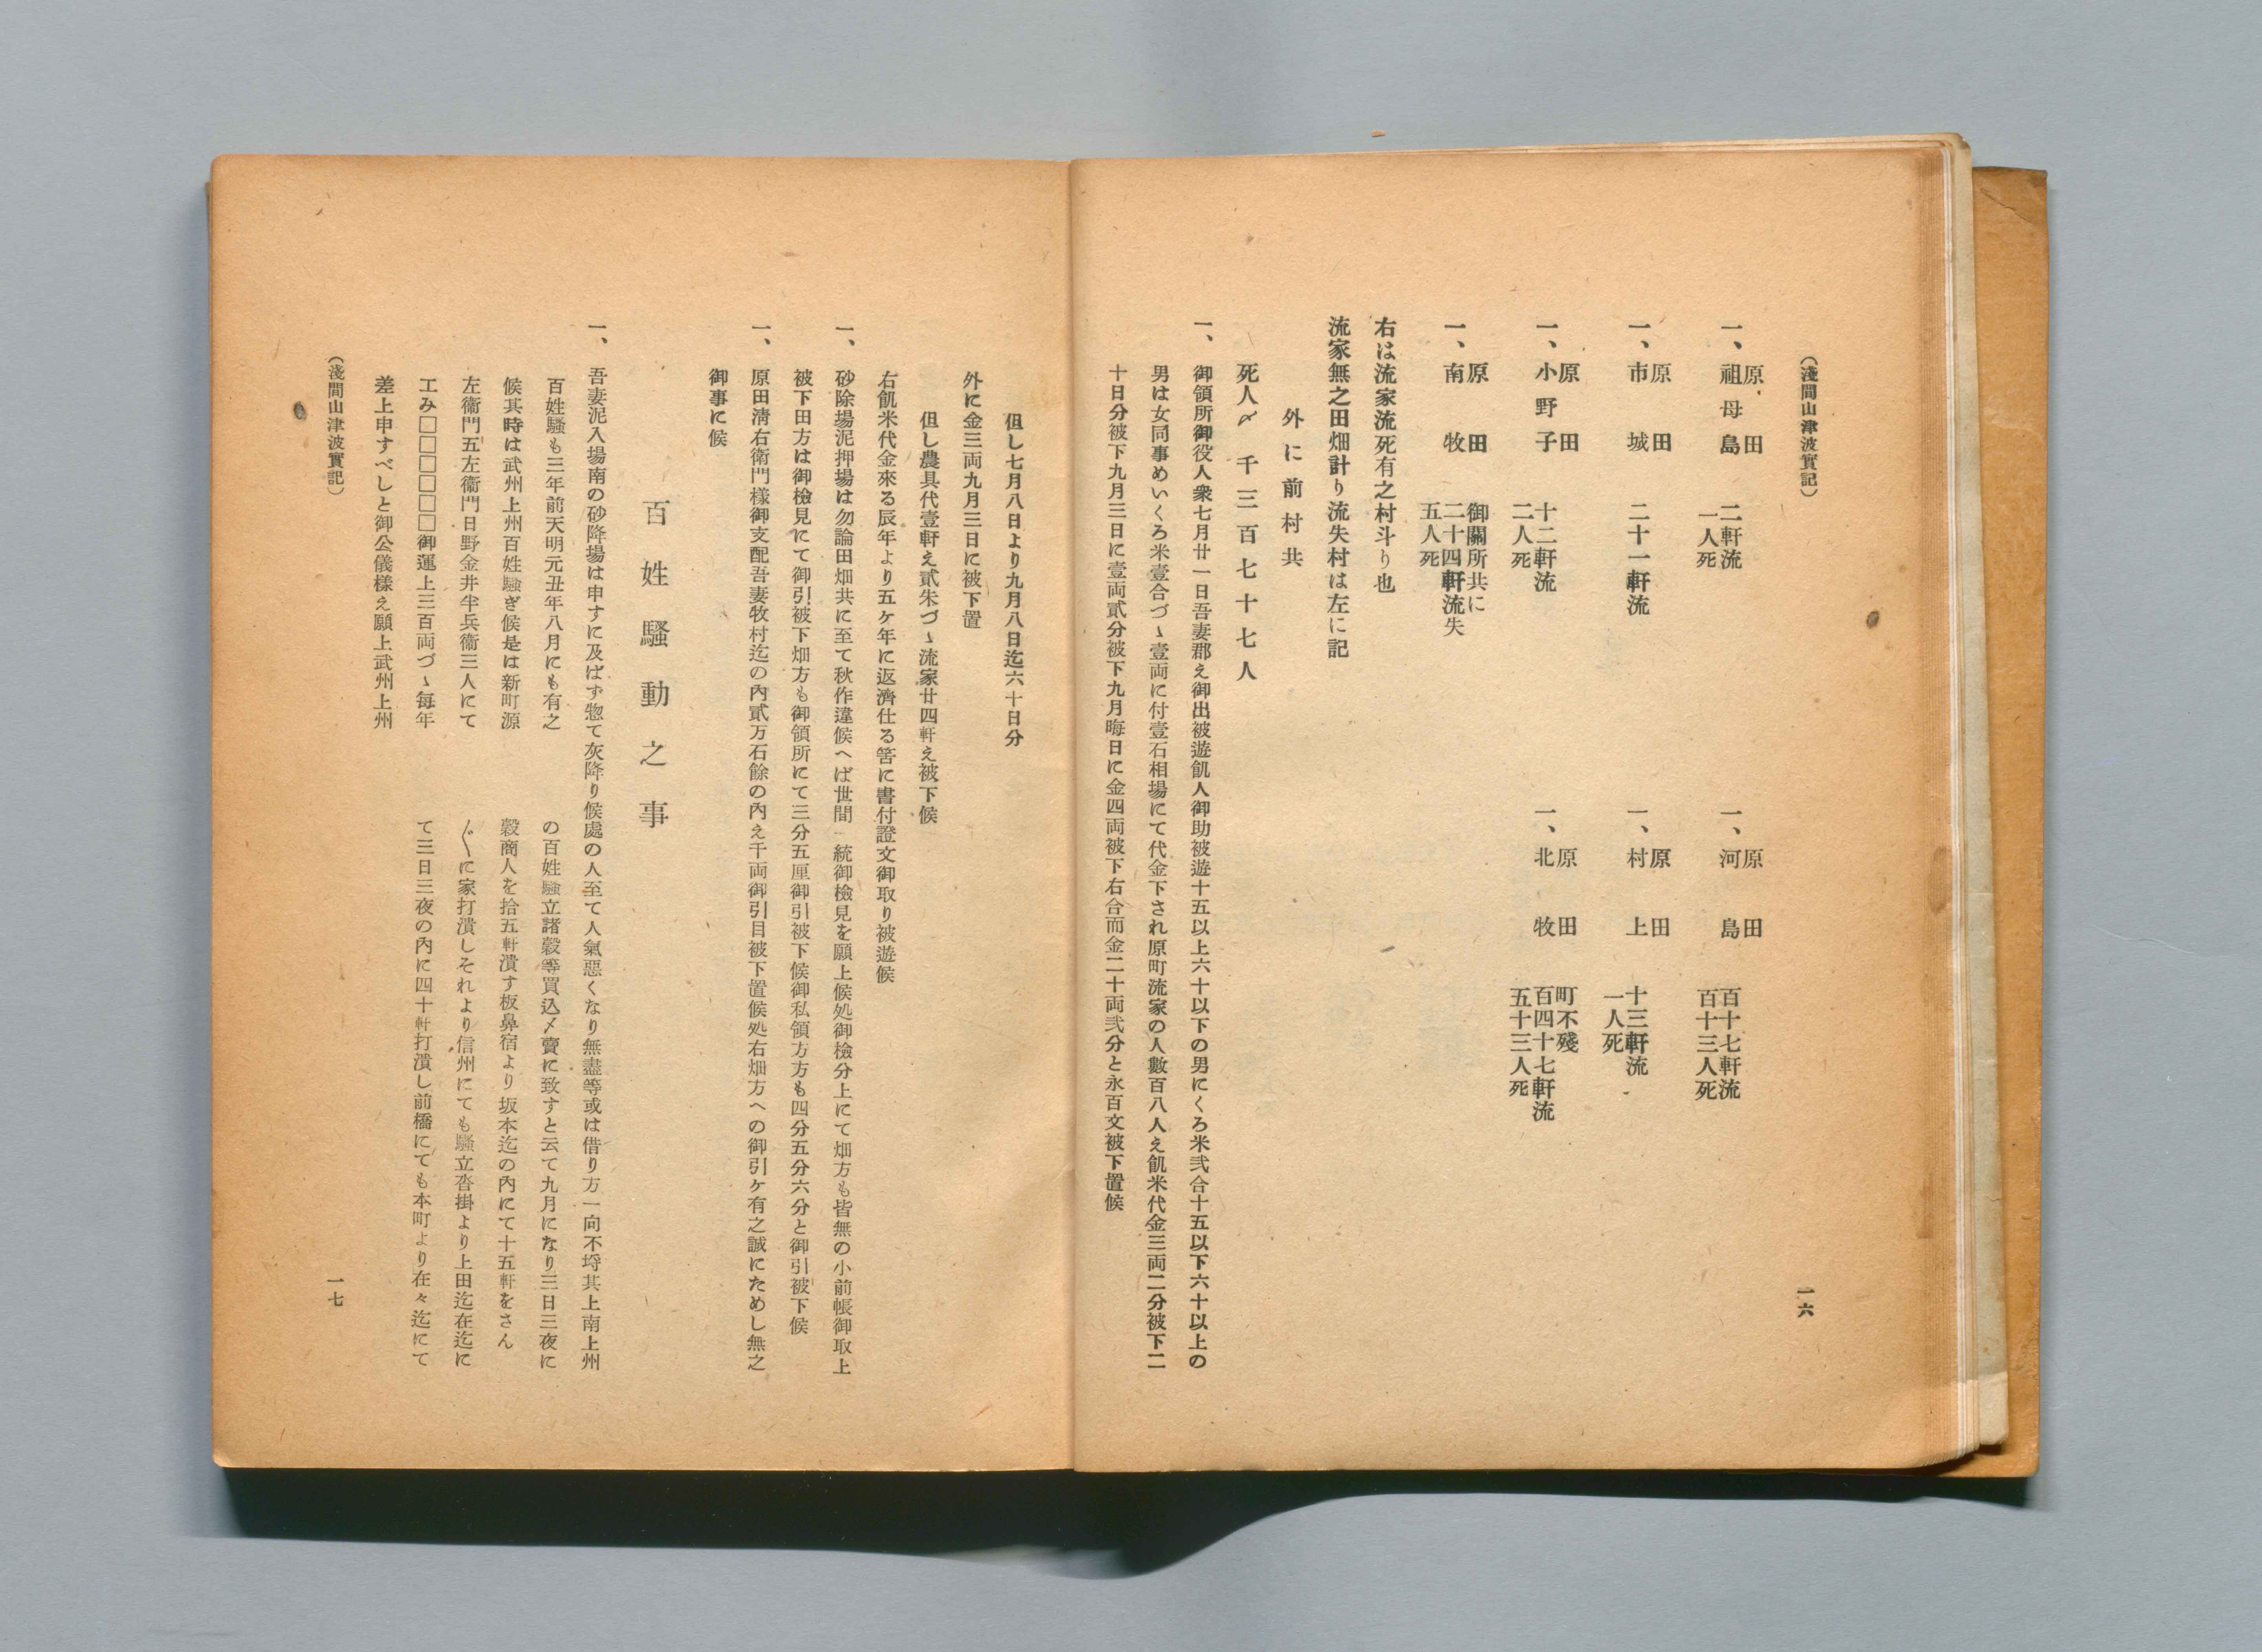 (淺間山津波實記)
一六
一、祖母島 原田 二軒流 一人死
一、河島 原田 百十七軒流 百十三人死
一、市城 原田 二十一軒流
一、村上 原田 十三軒流 一人死
一、小野子 原田 十二軒流 二人死
一、北牧 原田 町不殘 百四十七軒流 五十三人死
一、南牧 原田 御關所共に 二十四軒流失 五人死
右は流家流死有之村斗り也
流家無之田畑計り流失村は左に記
外に前村共
死人〆 千三百七十七人
一、御領所御役人衆七月廿一日吾妻郡え御出被遊飢人御助被遊十五以上六十以下の男にくろ米弐合十五以下六十以上の
男は女同事めいくろ米壹合づゝ壹両に付壹石相場にて代金下され原町流家の人數百八人え飢米代金三両二分被下二
十日分被下九月三日に壹両貳分被下九月晦日に金四両被下右合而金二十両弐分と永百文被下置候
但し七月八日より九月八日迄六十日分
外に金三両九月三日に被下置
但し農具代壹軒え貳朱づゝ流家廿四軒え被下候
右飢米代金來る辰年より五ケ年に返濟仕る筈に書付證文御取り被遊候
一、砂除場泥押場は勿論田畑共に至て秋作違候へば世間一統御檢見を願上候処御檢分上にて畑方も皆無の小前帳御取上
被下田方は御檢見にて御引被下畑方も御領所にて三分五厘御引被下候御私領方方も四分五分六分と御引被下候
一、原田淸右衛門樣御支配吾妻牧村迄の內貳万石餘の內え千両御引目被下置候処右畑方への御引ケ有之誠にためし無之
御事に候
百姓騷動之事
一、吾妻泥入場南の砂降場は申すに及ばず惣て灰降り候處の人至て人氣惡くなり無盡等或は借り方一向不埓其上南上州
百姓騷も三年前天明元丑年八月にも有之
候其時は武州上州百姓騷ぎ候是は新町源
左衞門五左衞門日野金井半兵衞三人にて
工み□□□□□□御運上三百両づゝ每年
差上申すべしと御公儀樣え願上武州上州
の百姓騷立諸穀等買込〆賣に致すと云て九月になり三日三夜に
穀商人を拾五軒潰す板鼻宿より坂本迄の內にて十五軒をさん
〲に家打潰しそれより信州にても騷立沓掛より上田迄在迄に
て三日三夜の內に四十軒打潰し前橋にても本町より在々迄にて
(淺間山津波實記)
一七